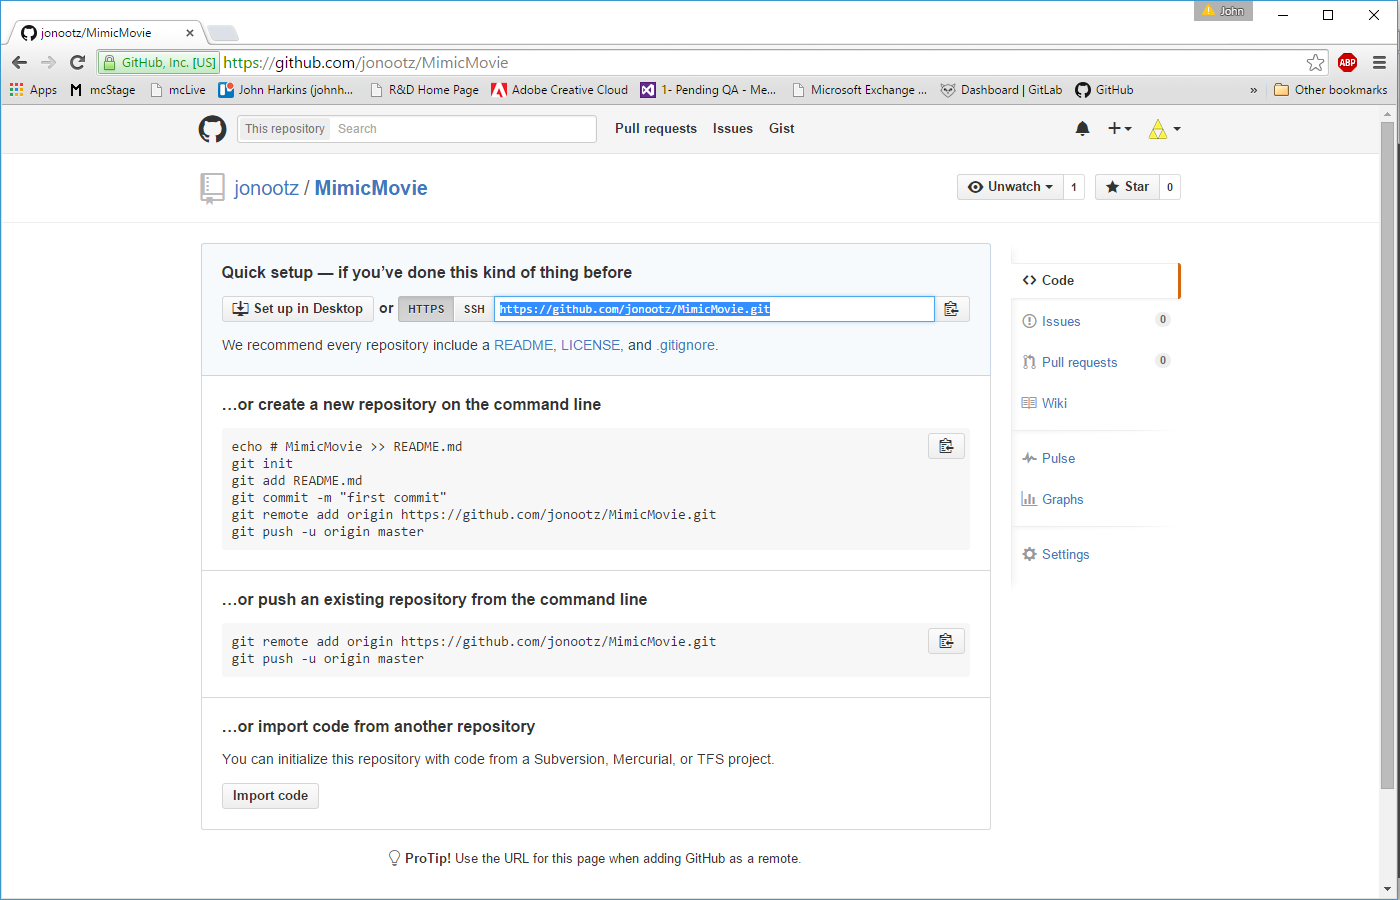 John
jonootz/MimicMovie
GitHub, Inc. [US] https://github.com/jonootz/MimicMovie
ABP
Apps mcStage mcLive John Harkins (johnh... R&D Home Page Adobe Creative Cloud 1- Pending QA - Me... Microsoft Exchange ... Dashboard | GitLab GitHub » Other bookmarks
This repository Search Pull requests Issues Gist
jonootz / MimicMovie Unwatch 1 Star 0
Quick setup — if you’ve done this kind of thing before
Set up in Desktop or HTTPS SSH https://github.com/jonootz/MimicMovie.git
We recommend every repository include a README, LICENSE, and .gitignore.
…or create a new repository on the command line
echo # MimicMovie >> README.md
git init
git add README.md
git commit -m "first commit"
git remote add origin https://github.com/jonootz/MimicMovie.git
git push -u origin master
…or push an existing repository from the command line
git remote add origin https://github.com/jonootz/MimicMovie.git
git push -u origin master
…or import code from another repository
You can initialize this repository with code from a Subversion, Mercurial, or TFS project.
Import code
ProTip! Use the URL for this page when adding GitHub as a remote.
Code
Issues 0
Pull requests 0
Wiki
Pulse
Graphs
Settings